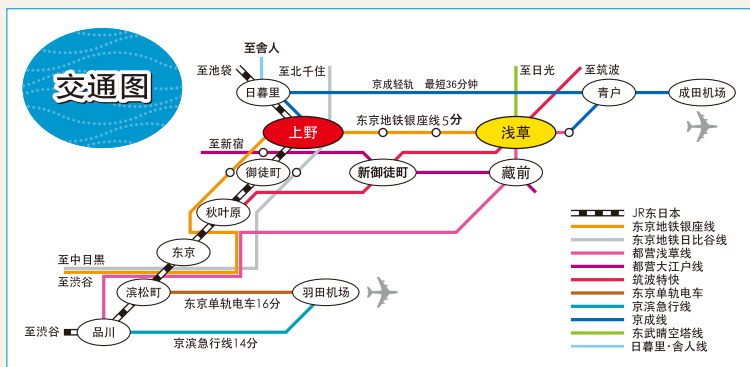 交通图
至舍人
至池袋
至北千住
至日光
至筑波
京成轻轨 最短36分钟
日暮里
青户
成田机场
东京地铁银座线5分
上野
浅草
至新宿
御徒町
新御徒町
藏前
秋叶原
东京
至中目黒
至渋谷
滨松町
东京单轨电车16分
羽田机场
至渋谷
品川
京滨急行线14分
JR东日本
东京地铁银座线
东京地铁日比谷线
都营浅草线
都营大江户线
筑波特快
东京单轨电车
京滨急行线
京成线
东武晴空塔线
日暮里·舍人线